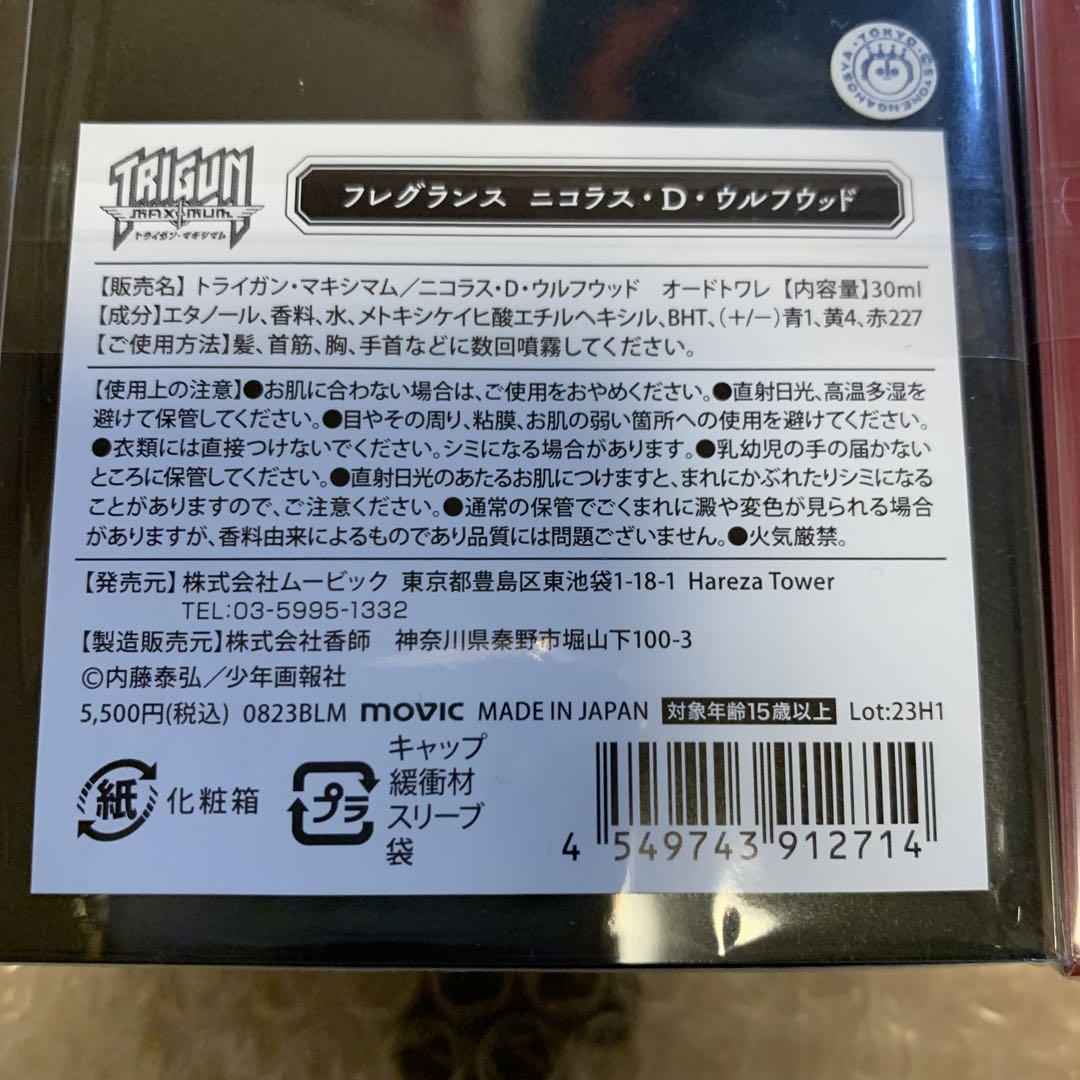 TOKYO・SYONENGAHOSYA・
TRIGUN
MAXIMUM
トライガン・マキシマム
フレグランス ニコラス・D・ウルフウッド
【販売名】トライガン・マキシマム／ニコラス・D・ウルフウッド オードトワレ【内容量】30ml
【成分】エタノール、香料、水、メトキシケイヒ酸エチルヘキシル、BHT、(+/−)青1、黄4、赤227
【ご使用方法】髪、首筋、胸、手首などに数回噴霧してください。
【使用上の注意】●お肌に合わない場合は、ご使用をおやめください。●直射日光、高温多湿を
避けて保管してください。●目やその周り、粘膜、お肌の弱い箇所への使用を避けてください。
●衣類には直接つけないでください。シミになる場合があります。●乳幼児の手の届かない
ところに保管してください。●直射日光のあたるお肌につけますと、まれにかぶれたりシミになる
ことがありますので、ご注意ください。●通常の保管でごくまれに澱や変色が見られる場合
がありますが、香料由来によるものであり品質には問題ございません。●火気厳禁。
【発売元】株式会社ムービック 東京都豊島区東池袋1-18-1 Hareza Tower
TEL:03-5995-1332
【製造販売元】株式会社香師 神奈川県秦野市堀山下100-3
©内藤泰弘／少年画報社
5,500円(税込) 0823BLM movic MADE IN JAPAN 対象年齢15歳以上 Lot:23H1
紙 化粧箱
プラ
キャップ
緩衝材
スリーブ
袋
4 549743 912714